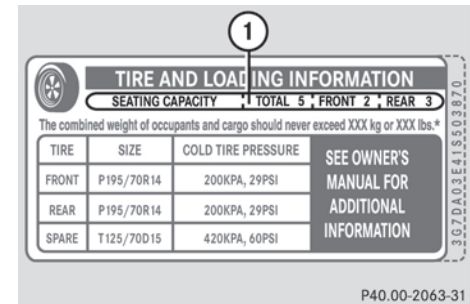 1
TIRE AND LOADING INFORMATION
SEATING CAPACITY TOTAL 5 FRONT 2 REAR 3
The combined weight of occupants and cargo should never exceed XXX kg or XXX lbs.*
TIRE SIZE COLD TIRE PRESSURE
FRONT P195/70R14 200KPA, 29PSI
REAR P195/70R14 200KPA, 29PSI
SPARE T125/70D15 420KPA, 60PSI
SEE OWNER'S
MANUAL FOR
ADDITIONAL
INFORMATION
3G7DA03E41S503870
P40.00-2063-31